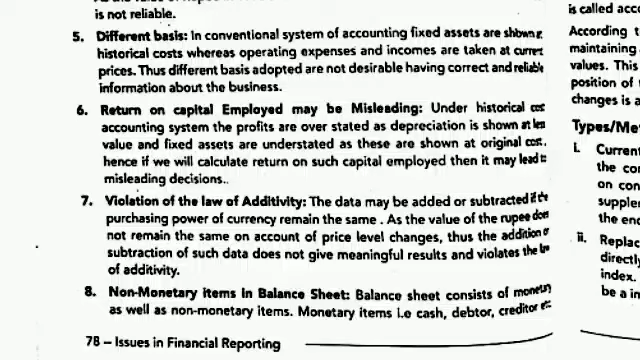 is not reliable.
5. Different basis: In conventional system of accounting fixed assets are shown at
historical costs whereas operating expenses and incomes are taken at current
prices. Thus different basis adopted are not desirable having correct and reliable
information about the business.
6. Return on capital Employed may be Misleading: Under historical cost
accounting system the profits are over stated as depreciation is shown at less
value and fixed assets are understated as these are shown at original cost,
hence if we will calculate return on such capital employed then it may lead to
misleading decisions..
7. Violation of the law of Additivity: The data may be added or subtracted if the
purchasing power of currency remain the same . As the value of the rupee does
not remain the same on account of price level changes, thus the addition or
subtraction of such data does not give meaningful results and violates the law
of additivity.
8. Non-Monetary items in Balance Sheet: Balance sheet consists of monetary
as well as non-monetary items. Monetary items i.e cash, debtor, creditor etc.
78 – Issues in Financial Reporting
is called
According
maintaining
values. This
position of
changes is a
Types/
i.
the
on
the
ii.
directly
index.
be a